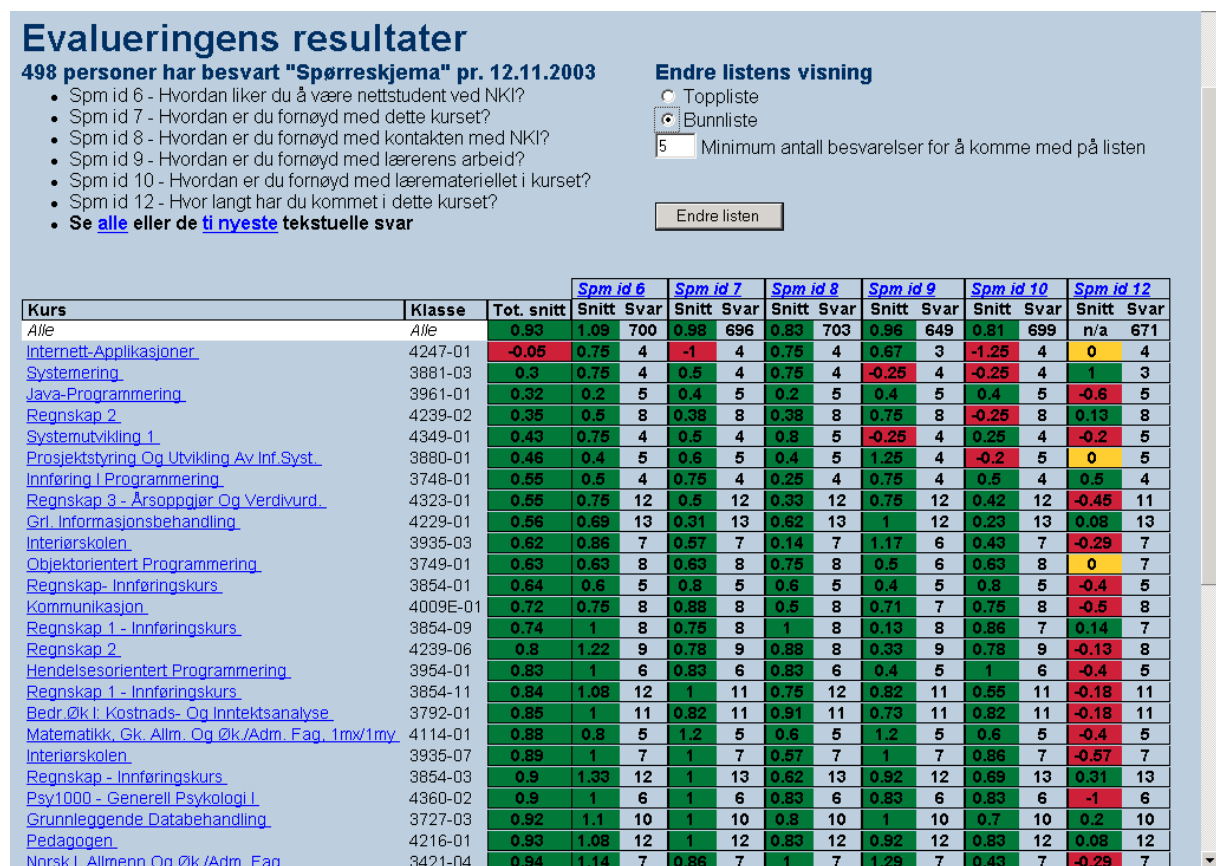 Evalueringens resultater
498 personer har besvart "Spørreskjema" pr. 12.11.2003
Spm id 6 - Hvordan liker du å være nettstudent ved NKI?
Spm id 7 - Hvordan er du fornøyd med dette kurset?
Spm id 8 - Hvordan er du fornøyd med kontakten med NKI?
Spm id 9 - Hvordan er du fornøyd med lærerens arbeid?
Spm id 10 - Hvordan er du fornøyd med læremateriellet i kurset?
Spm id 12 - Hvor langt har du kommet i dette kurset?
Se alle eller de ti nyeste tekstuelle svar
Endre listens visning
Toppliste
Bunnliste
5 Minimum antall besvarelser for å komme med på listen
Endre listen
Spm id 6 Spm id 7 Spm id 8 Spm id 9 Spm id 10 Spm id 12
Kurs Klasse Tot. snitt Snitt Svar Snitt Svar Snitt Svar Snitt Svar Snitt Svar Snitt Svar
Alle Alle 0.93 1.09 700 0.98 696 0.83 703 0.96 649 0.81 699 n/a 671
Internett-Applikasjoner 4247-01 -0.05 0.75 4 -1 4 0.75 4 0.67 3 -1.25 4 0 4
Systemering 3881-03 0.3 0.75 4 0.5 4 0.75 4 -0.25 4 -0.25 4 1 3
Java-Programmering 3961-01 0.32 0.2 5 0.4 5 0.2 5 0.4 5 0.4 5 -0.6 5
Regnskap 2 4239-02 0.35 0.5 8 0.38 8 0.38 8 0.75 8 -0.25 8 0.13 8
Systemutvikling 1 4349-01 0.43 0.75 4 0.5 4 0.8 5 -0.25 4 0.25 4 -0.2 5
Prosjektstyring Og Utvikling Av Inf.Syst. 3880-01 0.46 0.4 5 0.6 5 0.4 5 1.25 4 -0.2 5 0 5
Innføring I Programmering 3748-01 0.55 0.5 4 0.75 4 0.25 4 0.75 4 0.5 4 0.5 4
Regnskap 3 - Årsoppgjør Og Verdivurd. 4323-01 0.55 0.75 12 0.5 12 0.33 12 0.75 12 0.42 12 -0.45 11
Grl. Informasjonsbehandling 4229-01 0.56 0.69 13 0.31 13 0.62 13 1 12 0.23 13 0.08 13
Interiørskolen 3935-03 0.62 0.86 7 0.57 7 0.14 7 1.17 6 0.43 7 -0.29 7
Objektorientert Programmering 3749-01 0.63 0.63 8 0.63 8 0.75 8 0.5 6 0.63 8 0 7
Regnskap- Innføringskurs 3854-01 0.64 0.6 5 0.8 5 0.6 5 0.4 5 0.8 5 -0.4 5
Kommunikasjon 4009E-01 0.72 0.75 8 0.88 8 0.5 8 0.71 7 0.75 8 -0.5 8
Regnskap 1 - Innføringskurs 3854-09 0.74 1 8 0.75 8 1 8 0.13 8 0.86 7 0.14 7
Regnskap 2 4239-06 0.8 1.22 9 0.78 9 0.88 8 0.33 9 0.78 9 -0.13 8
Hendelsesorientert Programmering 3954-01 0.83 1 6 0.83 6 0.83 6 0.4 5 1 6 -0.4 5
Regnskap 1 - Innføringskurs 3854-11 0.84 1.08 12 1 11 0.75 12 0.82 11 0.55 11 -0.18 11
Bedr.Øk I: Kostnads- Og Inntektsanalyse 3792-01 0.85 1 11 0.82 11 0.91 11 0.73 11 0.82 11 -0.18 11
Matematikk, Gk. Allm. Og Øk./Adm. Fag, 1mx/1my 4114-01 0.88 0.8 5 1.2 5 0.6 5 1.2 5 0.6 5 -0.4 5
Interiørskolen 3935-07 0.89 1 7 1 7 0.57 7 1 7 0.86 7 -0.57 7
Regnskap - Innføringskurs 3854-03 0.9 1.33 12 1 13 0.62 13 0.92 12 0.69 13 0.31 13
Psy1000 - Generell Psykologi I 4360-02 0.9 1 6 1 6 0.83 6 0.83 6 0.83 6 -1 6
Grunnleggende Databehandling 3727-03 0.92 1.1 10 1 10 0.8 10 1 10 0.7 10 0.2 10
Pedagogen 4216-01 0.93 1.08 12 1 12 0.83 12 0.92 12 0.83 12 0.08 12
Norsk I, Allmenn Og Øk./Adm. Fag 3421-04 0.94 1.14 7 0.86 7 1 7 1.29 7 0.43 7 -0.29 7